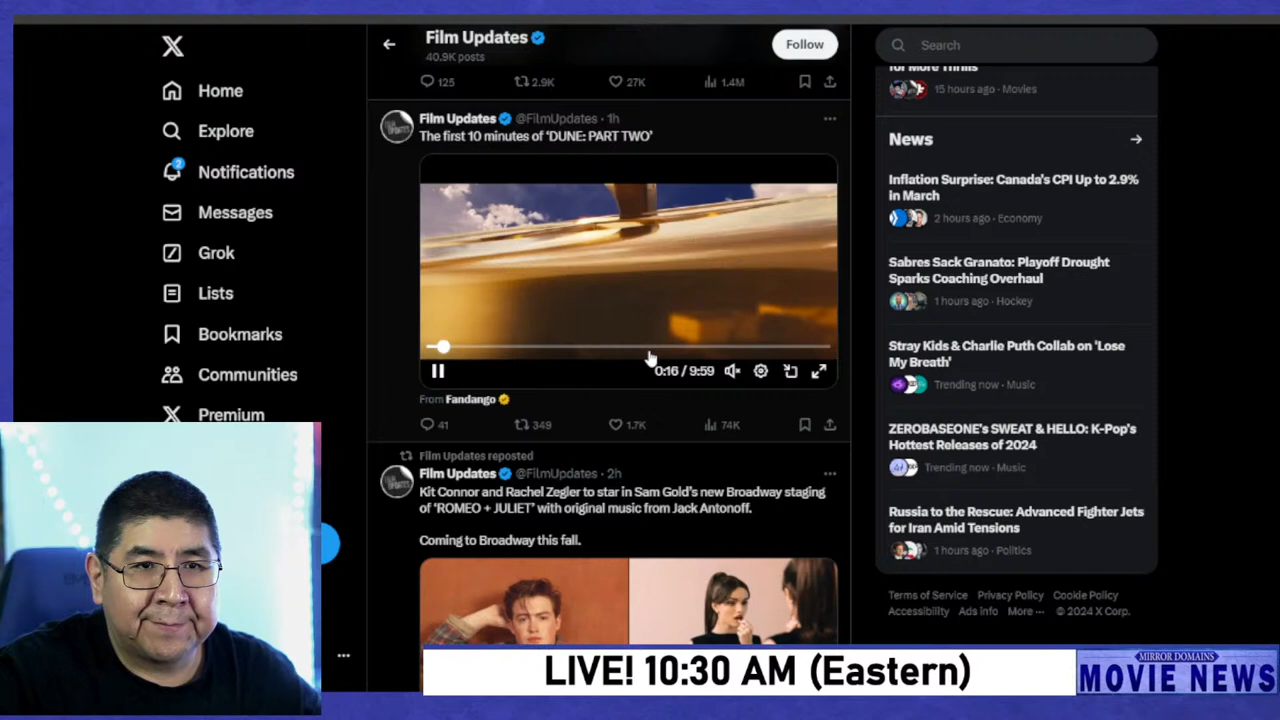 Home
Explore
2
Notifications
Messages
Grok
Lists
Bookmarks
Communities
Premium
Film Updates
40.9K posts
Follow
125 2.9K 27K 1.4M
Film Updates @FilmUpdates · 1h
The first 10 minutes of 'DUNE: PART TWO'
0:16 / 9:59
From Fandango
41 349 1.7K 74K
Film Updates reposted
Film Updates @FilmUpdates · 2h
Kit Connor and Rachel Zegler to star in Sam Gold's new Broadway staging
of 'ROMEO + JULIET' with original music from Jack Antonoff.
Coming to Broadway this fall.
Search
for More Thrills
15 hours ago · Movies
News
Inflation Surprise: Canada's CPI Up to 2.9%
in March
2 hours ago · Economy
Sabres Sack Granato: Playoff Drought
Sparks Coaching Overhaul
1 hours ago · Hockey
Stray Kids & Charlie Puth Collab on 'Lose
My Breath'
Trending now · Music
ZEROBASEONE's SWEAT & HELLO: K-Pop's
Hottest Releases of 2024
Trending now · Music
Russia to the Rescue: Advanced Fighter Jets
for Iran Amid Tensions
1 hours ago · Politics
Terms of Service Privacy Policy Cookie Policy
Accessibility Ads info More ··· © 2024 X Corp.
LIVE! 10:30 AM (Eastern)
MIRROR DOMAINS
MOVIE NEWS